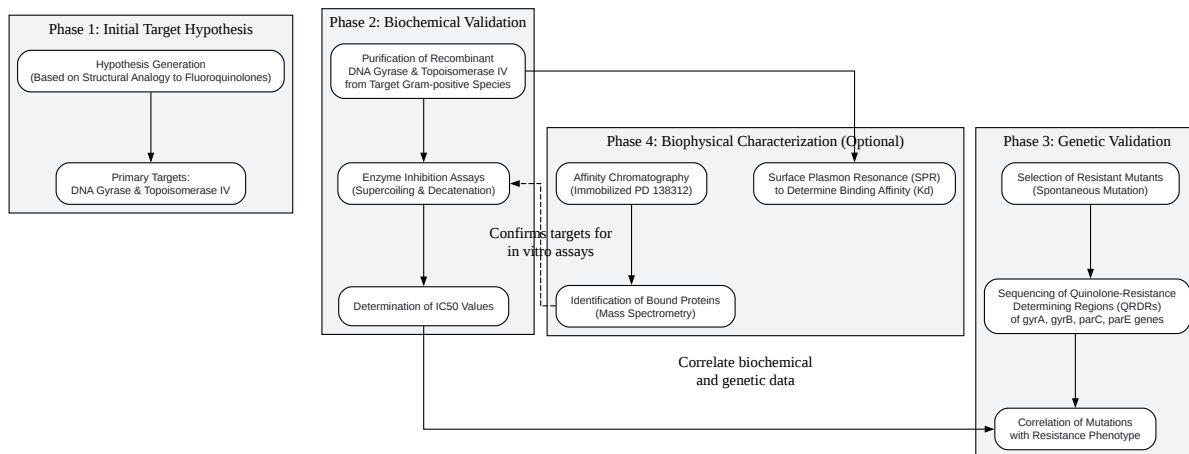 Phase 1: Initial Target Hypothesis
Hypothesis Generation
(Based on Structural Analogy to Fluoroquinolones)
Primary Targets:
DNA Gyrase & Topoisomerase IV
Phase 2: Biochemical Validation
Purification of Recombinant
DNA Gyrase & Topoisomerase IV
from Target Gram-positive Species
Enzyme Inhibition Assays
(Supercoiling & Decatenation)
Determination of IC50 Values
Confirms targets for
in vitro assays
Phase 4: Biophysical Characterization (Optional)
Affinity Chromatography
(Immobilized PD 138312)
Surface Plasmon Resonance (SPR)
to Determine Binding Affinity (Kd)
Identification of Bound Proteins
(Mass Spectrometry)
Correlate biochemical
and genetic data
Phase 3: Genetic Validation
Selection of Resistant Mutants
(Spontaneous Mutation)
Sequencing of Quinolone-Resistance
Determining Regions (QRDRs)
of gyrA, gyrB, parC, parE genes
Correlation of Mutations
with Resistance Phenotype